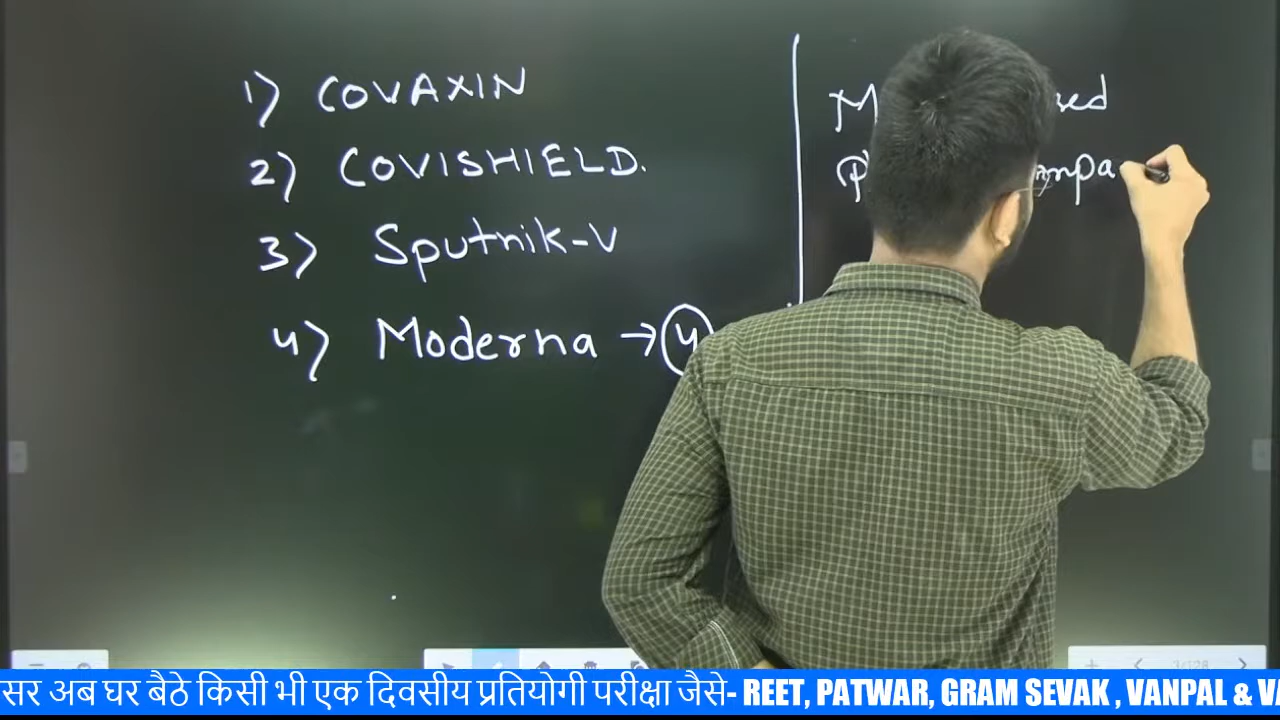 1) COVAXIN
2) COVISHIELD.
3) Sputnik-V
4) Moderna → 4
सर अब घर बैठे किसी भी एक दिवसीय प्रतियोगी परीक्षा जैसे- REET, PATWAR, GRAM SEVAK , VANPAL & VA